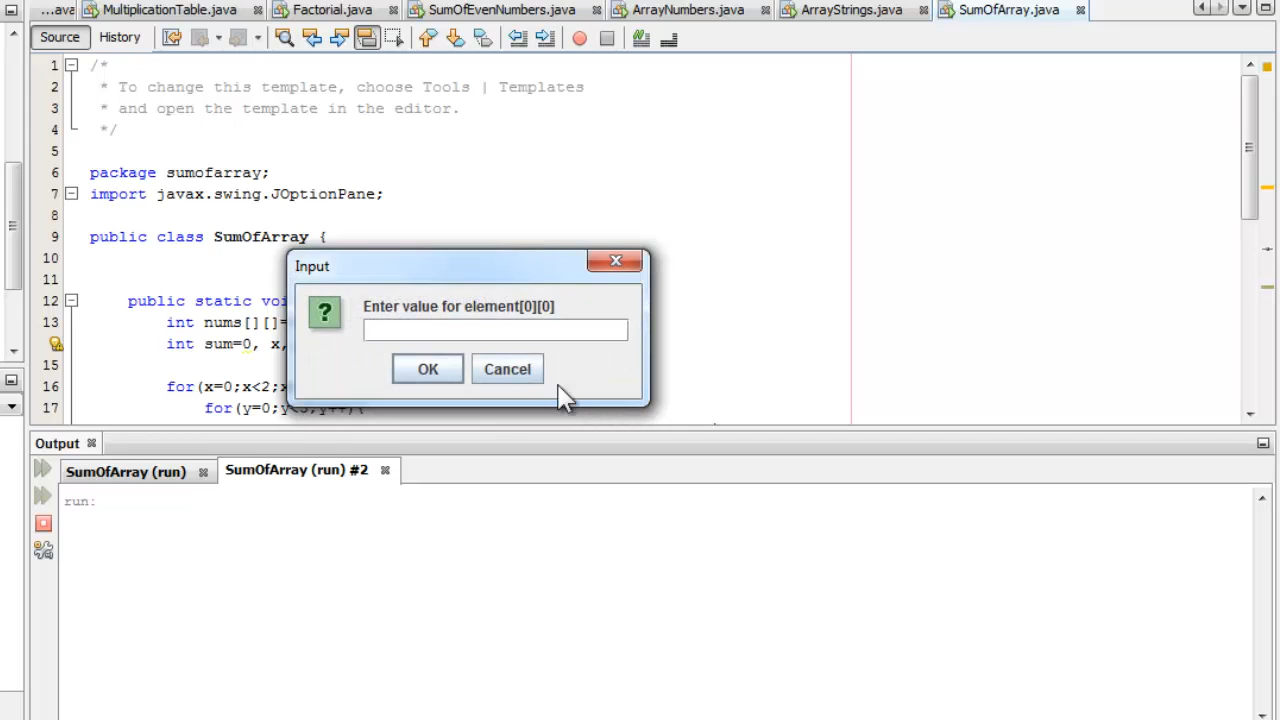 ...ava MultiplicationTable.java Factorial.java SumOfEvenNumbers.java ArrayNumbers.java ArrayStrings.java SumOfArray.java
Source History
1 /*
2 * To change this template, choose Tools | Templates
3 * and open the template in the editor.
4 */
5
6 package sumofarray;
7 import javax.swing.JOptionPane;
8
9 public class SumOfArray {
10
11
12 public static voi
13 int nums[][]=
int sum=0, x,
15
16 for(x=0;x<2;x
17 for(y=0;y<3;y++){
Input
Enter value for element[0][0]
OK Cancel
Output
SumOfArray (run) SumOfArray (run) #2
run: